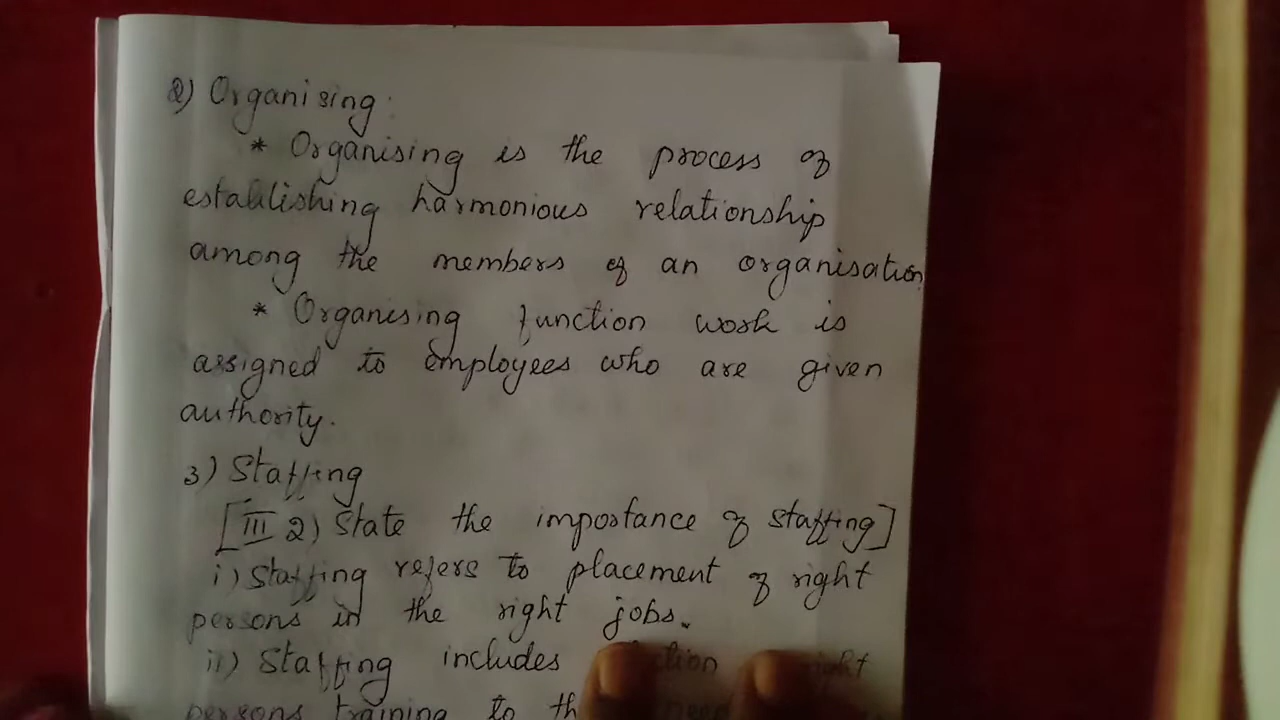 2) Organising:
* Organising is the process of
establishing harmonious relationship
among the members of an organisation
* Organising function work is
assigned to employees who are given
authority.
3) Staffing
[III 2) State the importance of staffing]
i) Staffing refers to placement of right
persons in the right jobs.
ii) Staffing includes
persons training to